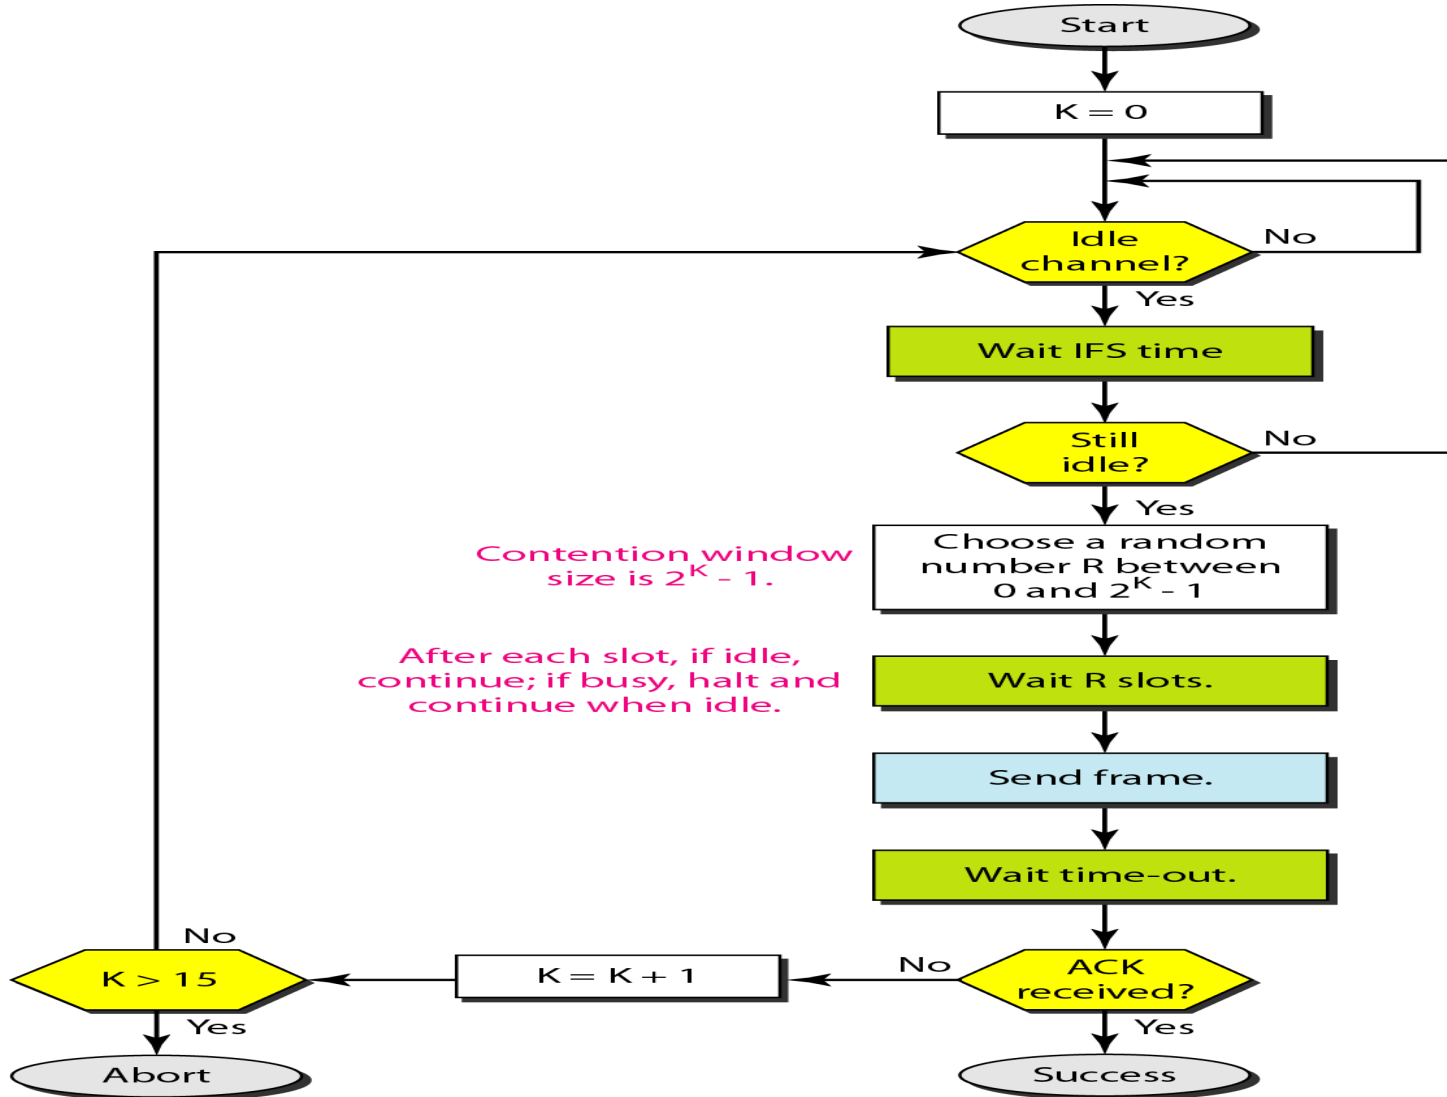 Start
K = 0
Idle
channel?
No
Yes
Wait IFS time
Still
idle?
No
Yes
Contention window
size is 2^K - 1.
Choose a random
number R between
0 and 2^K - 1
After each slot, if idle,
continue; if busy, halt and
continue when idle.
Wait R slots.
Send frame.
Wait time-out.
ACK
received?
No
Yes
K = K + 1
K > 15
No
Yes
Abort
Success